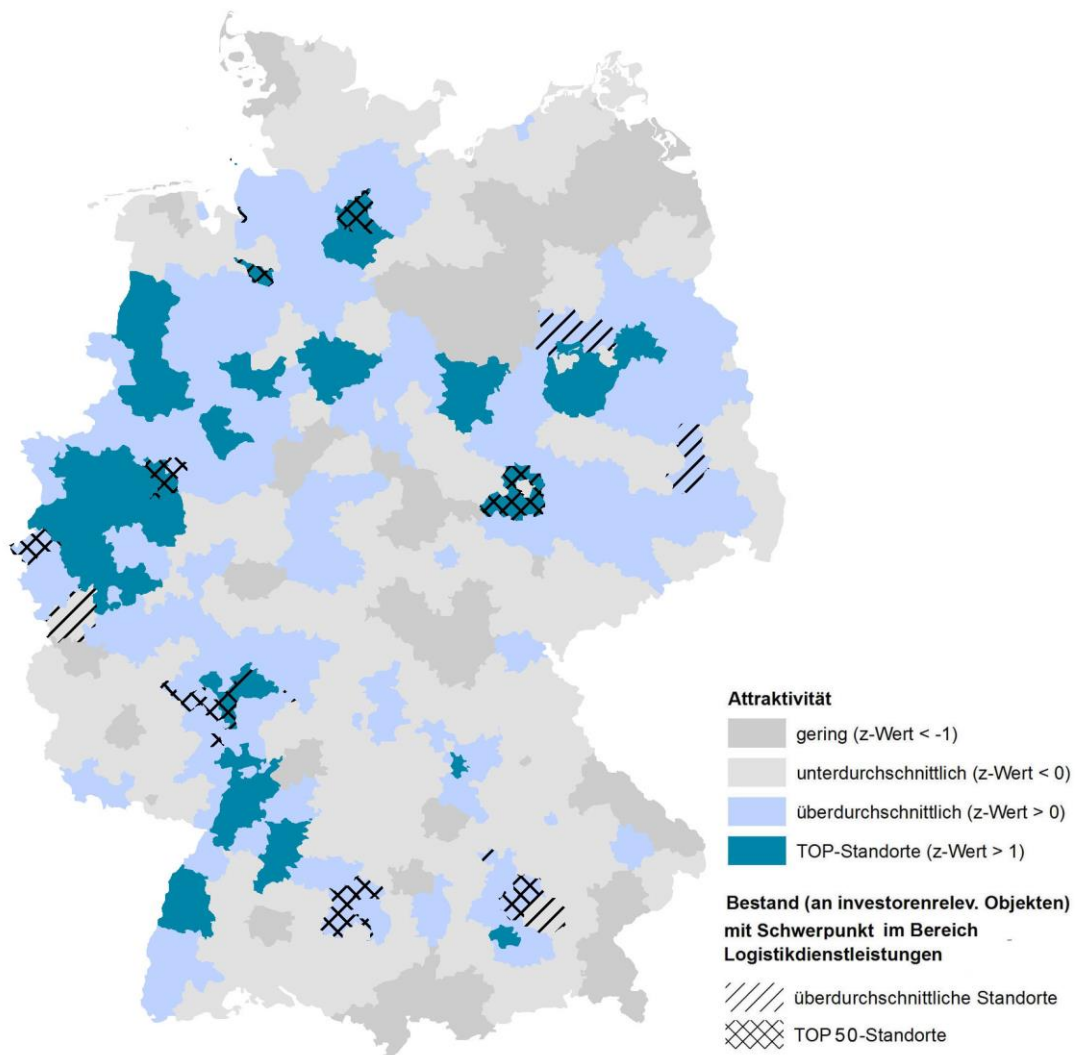 Attraktivität
gering (z-Wert < -1)
unterdurchschnittlich (z-Wert < 0)
überdurchschnittlich (z-Wert > 0)
TOP-Standorte (z-Wert > 1)
Bestand (an investorenrelev. Objekten)
mit Schwerpunkt im Bereich
Logistikdienstleistungen
überdurchschnittliche Standorte
TOP 50-Standorte